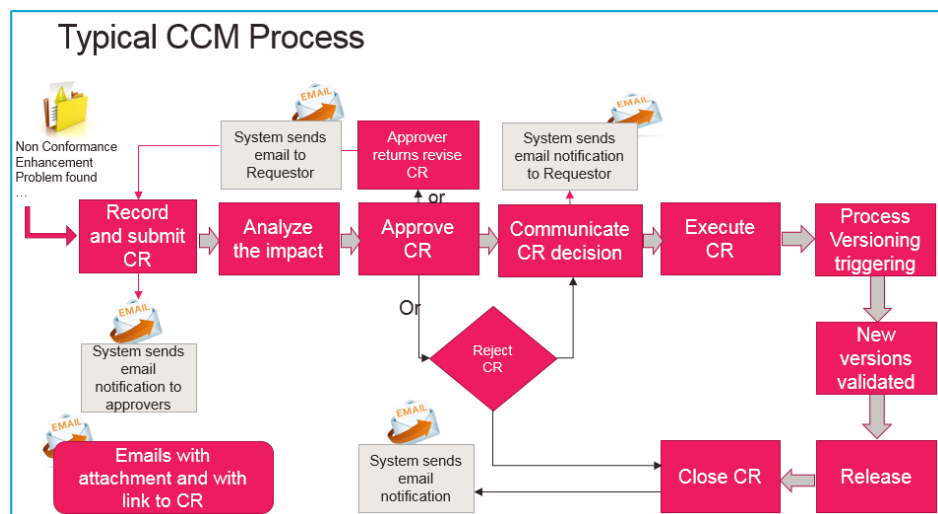 Typical CCM Process
EMAIL
EMAIL
Non Conformance
Enhancement
Problem found
...
System sends
email to
Requestor
Approver
returns revise
CR
System sends
email notification
to Requestor
or
Record
and submit
CR
Analyze
the impact
Approve
CR
Communicate
CR decision
Execute
CR
Process
Versioning
triggering
Or
EMAIL
System sends
email
notification to
approvers
Reject
CR
New
versions
validated
EMAIL
EMAIL
Emails with
attachment and with
link to CR
System sends
email
notification
Close CR
Release